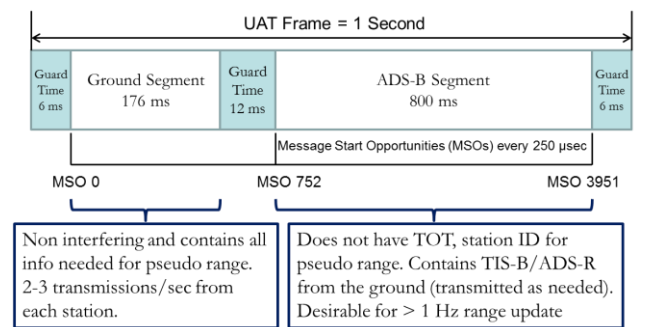 UAT Frame = 1 Second
Guard
Time
6 ms
Ground Segment
176 ms
Guard
Time
12 ms
ADS-B Segment
800 ms
Guard
Time
6 ms
Message Start Opportunities (MSOs) every 250 μsec
MSO 0
MSO 752
MSO 3951
Non interfering and contains all
info needed for pseudo range.
2-3 transmissions/sec from
each station.
Does not have TOT, station ID for
pseudo range. Contains TIS-B/ADS-R
from the ground (transmitted as needed).
Desirable for > 1 Hz range update